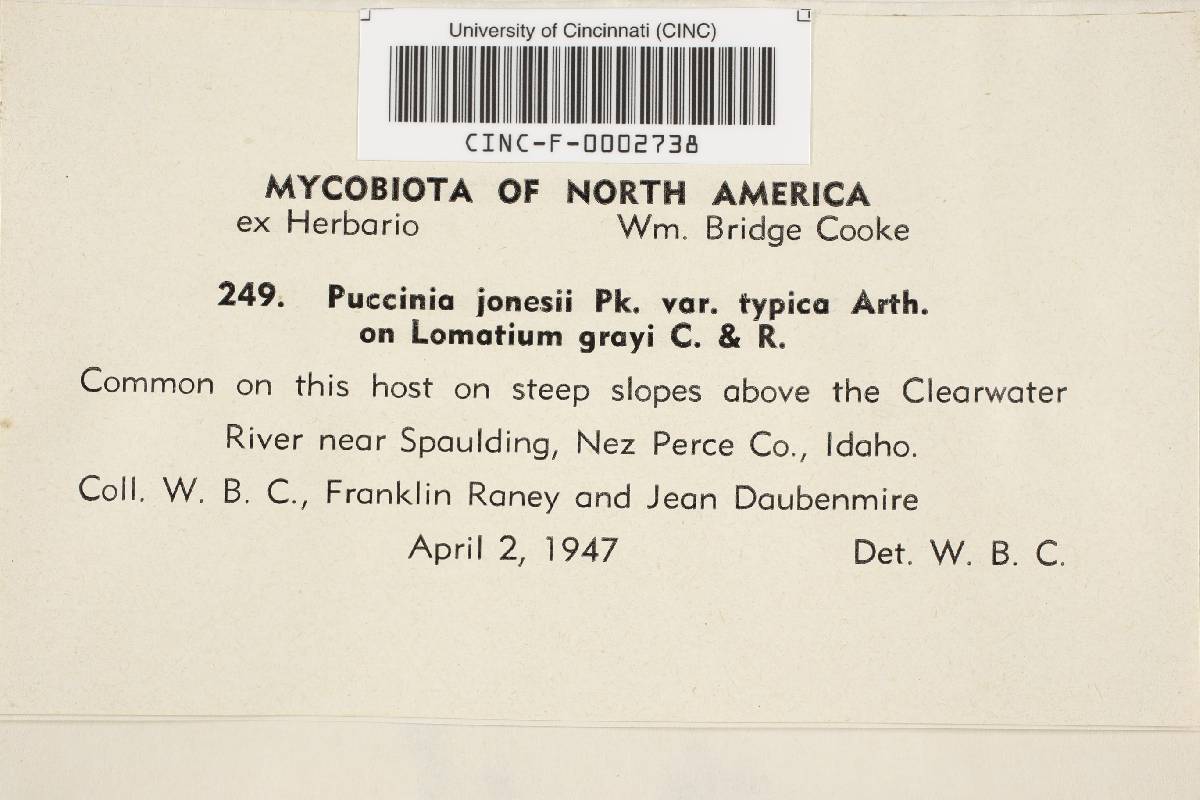 University of Cincinnati (CINC)
CINC-F-0002738
MYCOBIOTA OF NORTH AMERICA
ex Herbario Wm. Bridge Cooke
249. Puccinia jonesii Pk. var. typica Arth.
on Lomatium grayi C. & R.
Common on this host on steep slopes above the Clearwater
River near Spaulding, Nez Perce Co., Idaho.
Coll. W. B. C., Franklin Raney and Jean Daubenmire
April 2, 1947 Det. W. B. C.